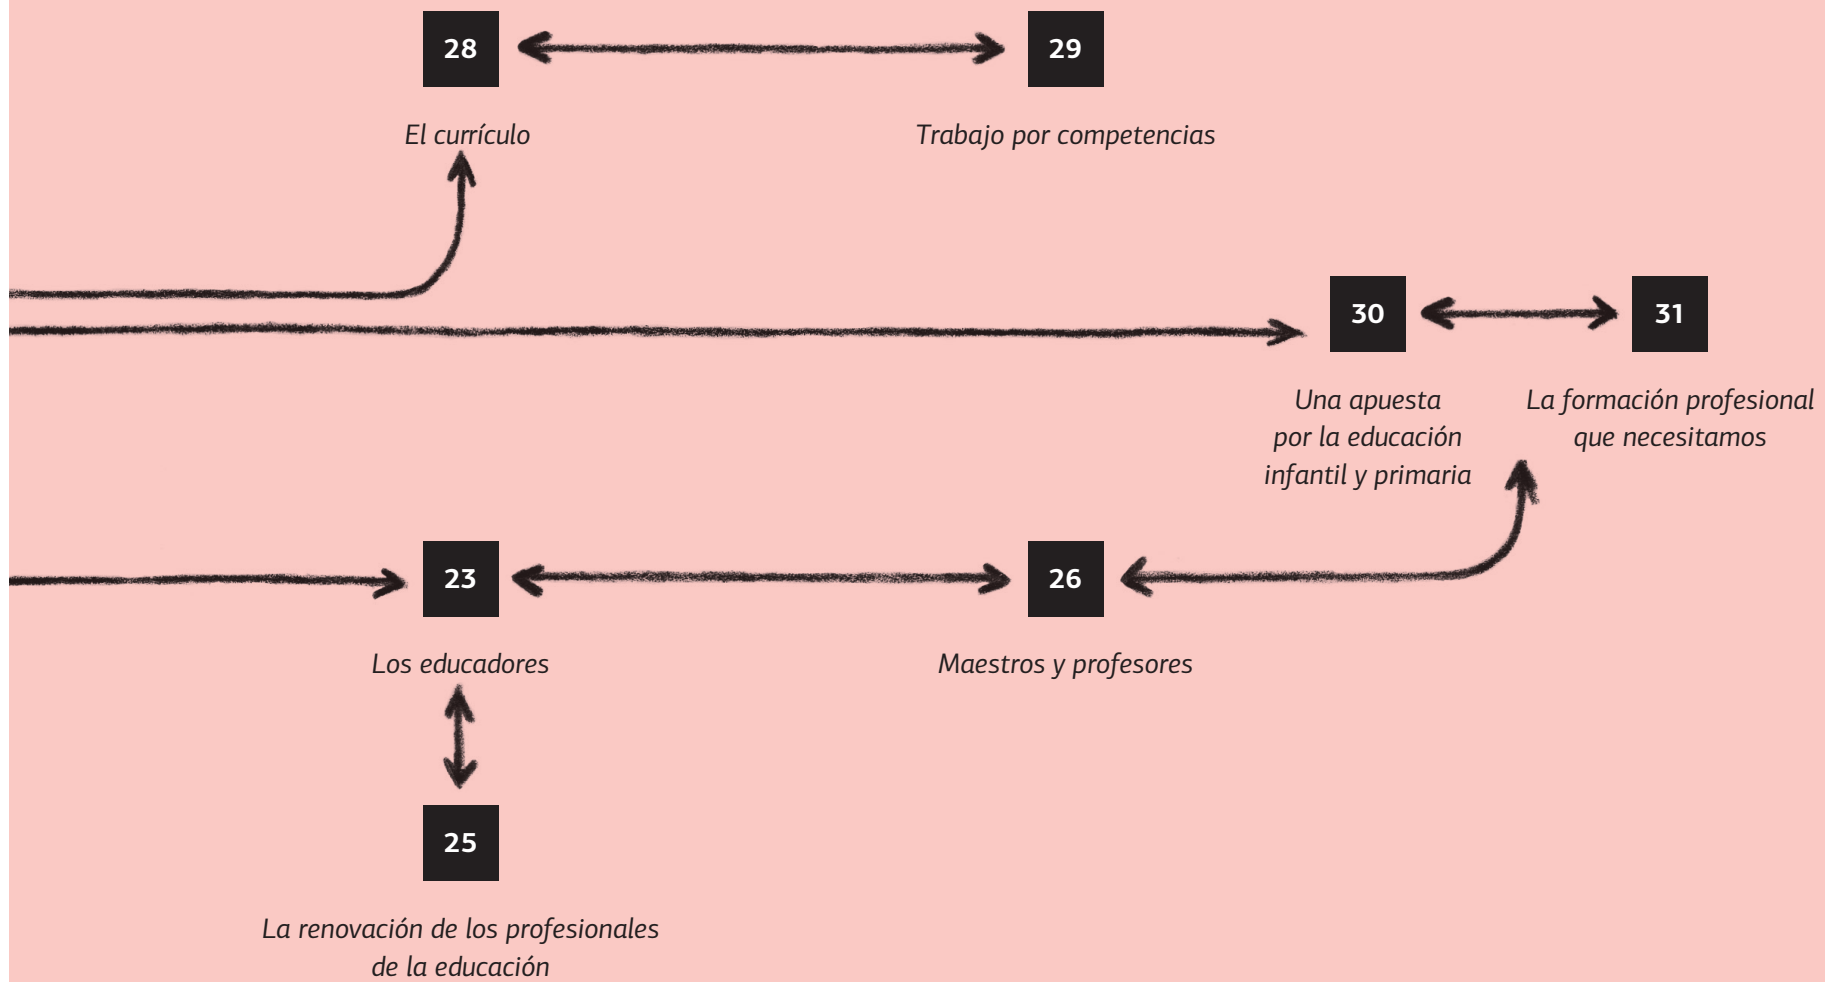 28
29
El currículo
Trabajo por competencias
30
31
Una apuesta
por la educación
infantil y primaria
La formación profesional
que necesitamos
23
26
Los educadores
Maestros y profesores
25
La renovación de los profesionales
de la educación